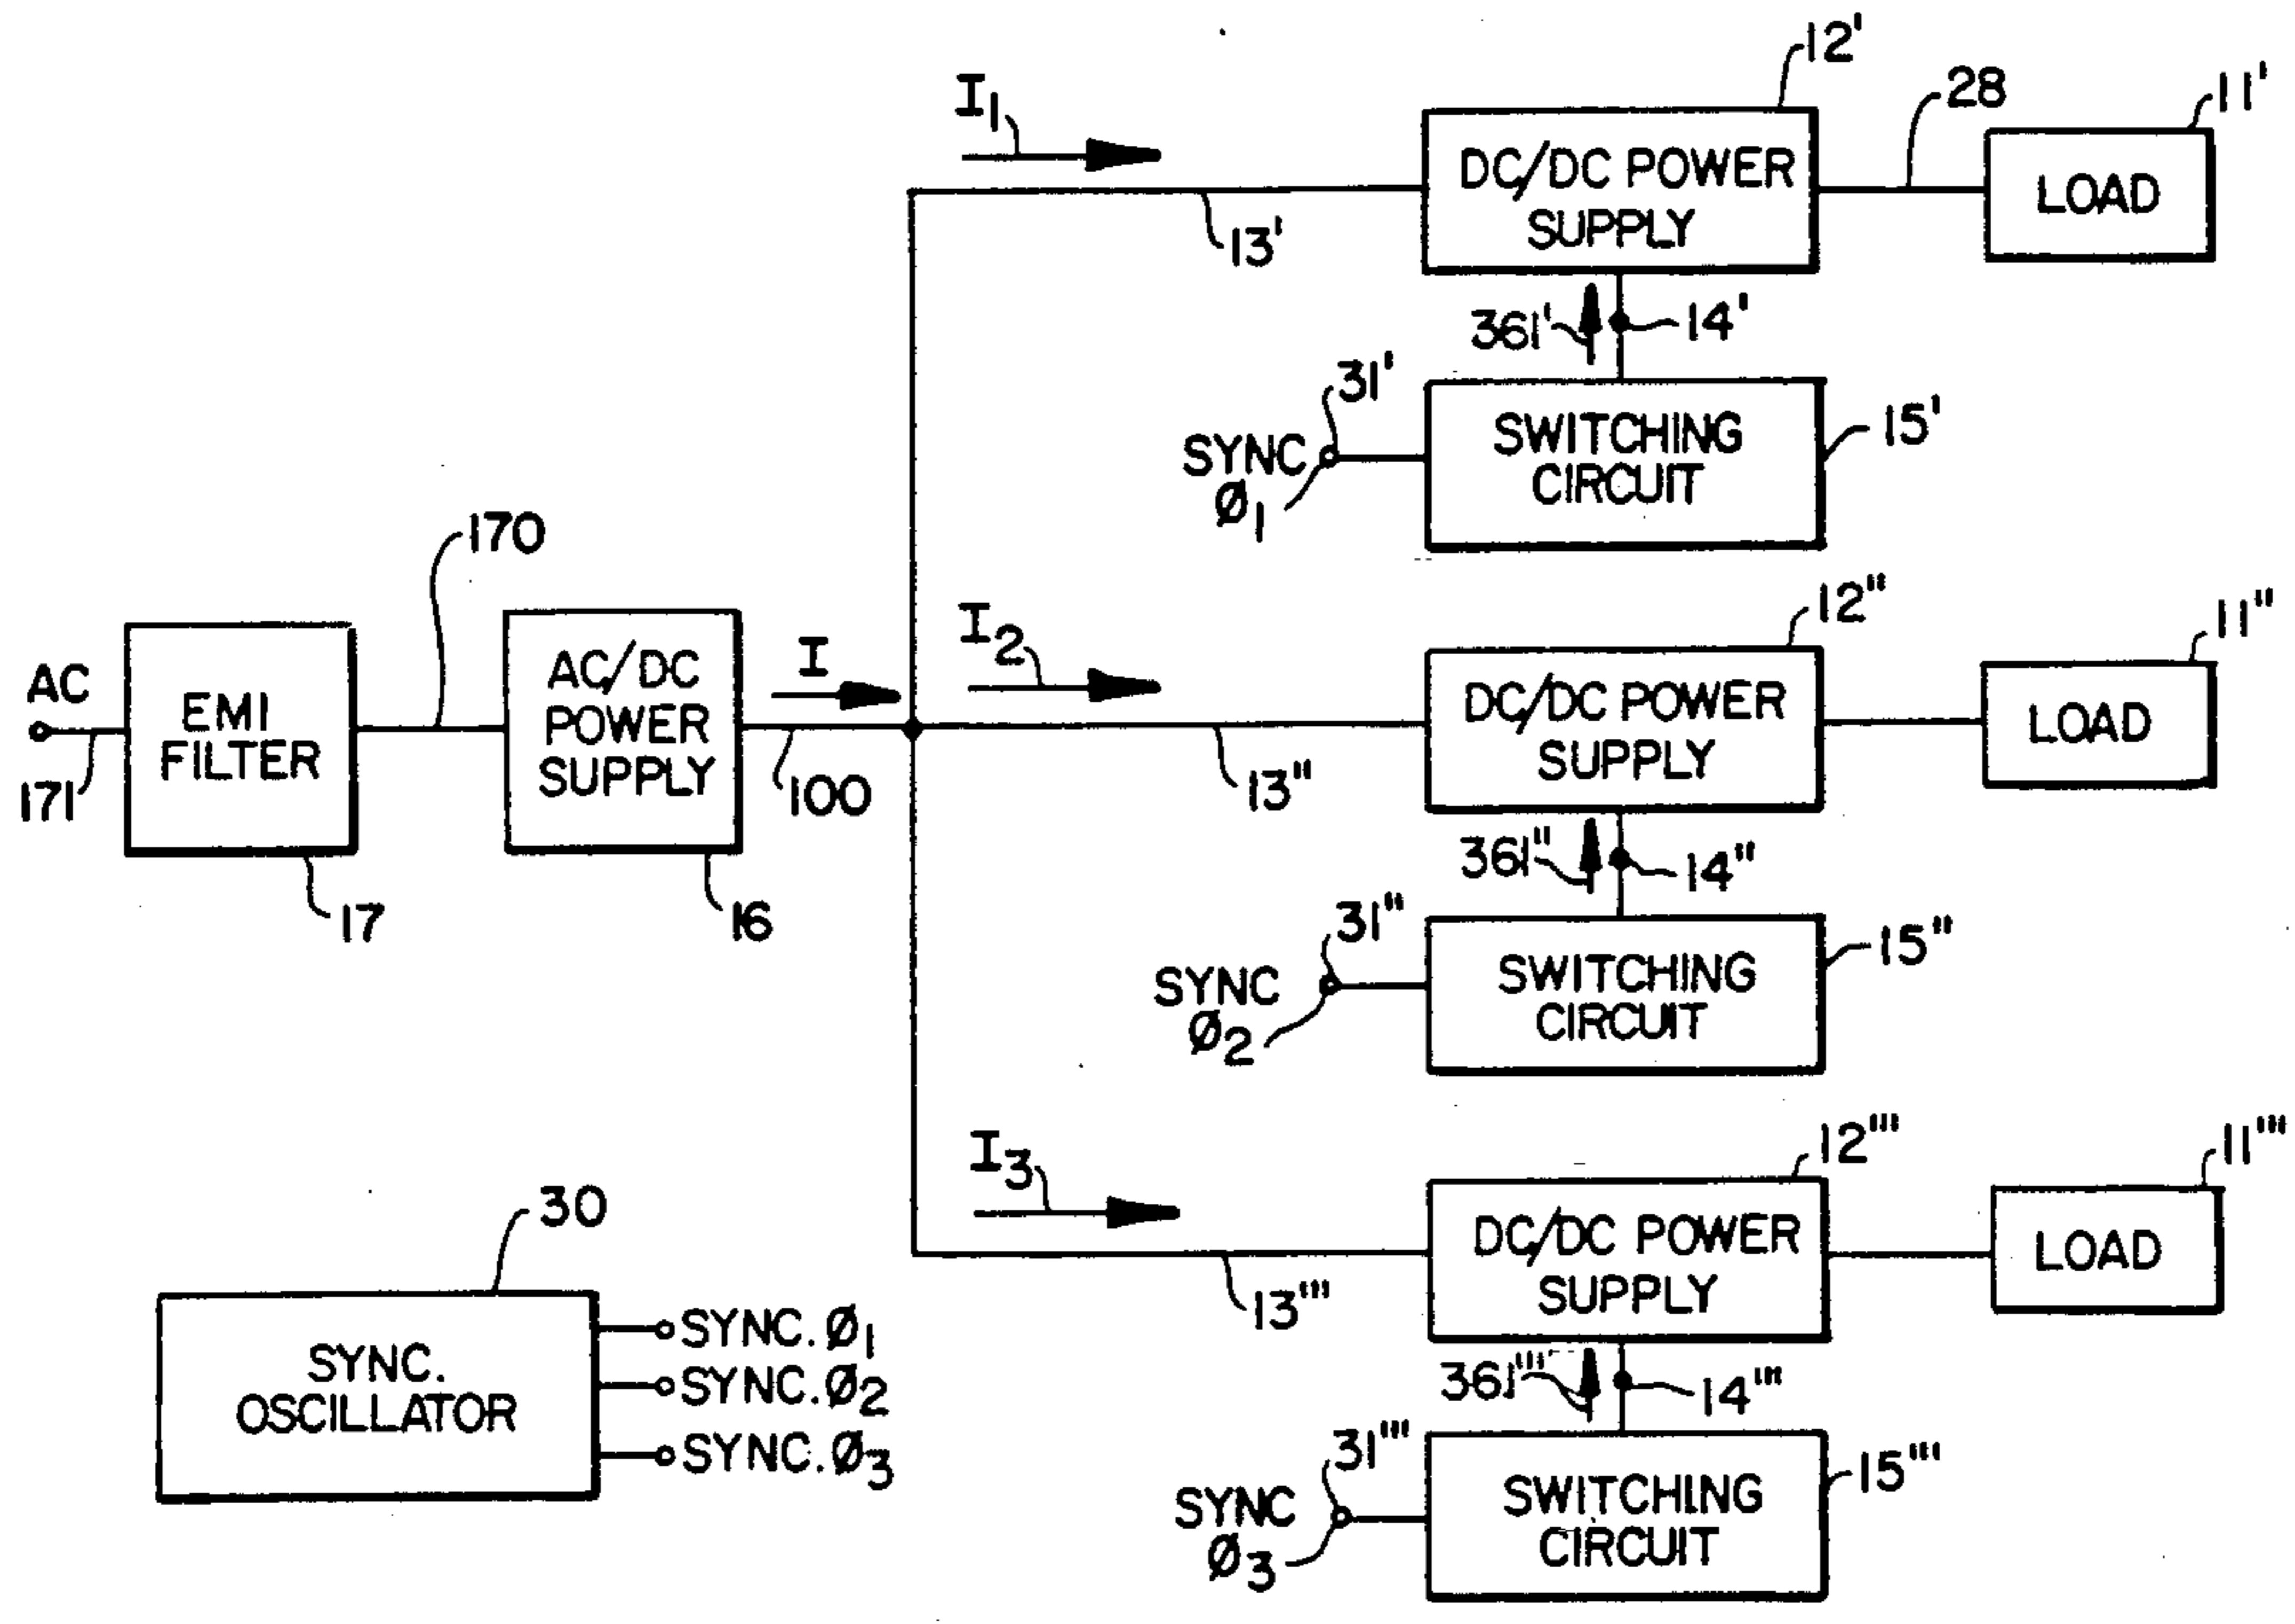 12'
I1
28
11'
DC/DC POWER
SUPPLY
LOAD
13'
361'
14'
31'
SYNC
Ø1
SWITCHING
CIRCUIT
15'
170
AC
171
EMI
FILTER
17
AC/DC
POWER
SUPPLY
16
I
100
I2
12"
11"
DC/DC POWER
SUPPLY
LOAD
13"
361"
14"
31"
SYNC
Ø2
SWITCHING
CIRCUIT
15"
I3
12'''
11'''
DC/DC POWER
SUPPLY
LOAD
13'''
361'''
14'''
31'''
SYNC
Ø3
SWITCHING
CIRCUIT
15'''
30
SYNC.
OSCILLATOR
SYNC. Ø1
SYNC. Ø2
SYNC. Ø3